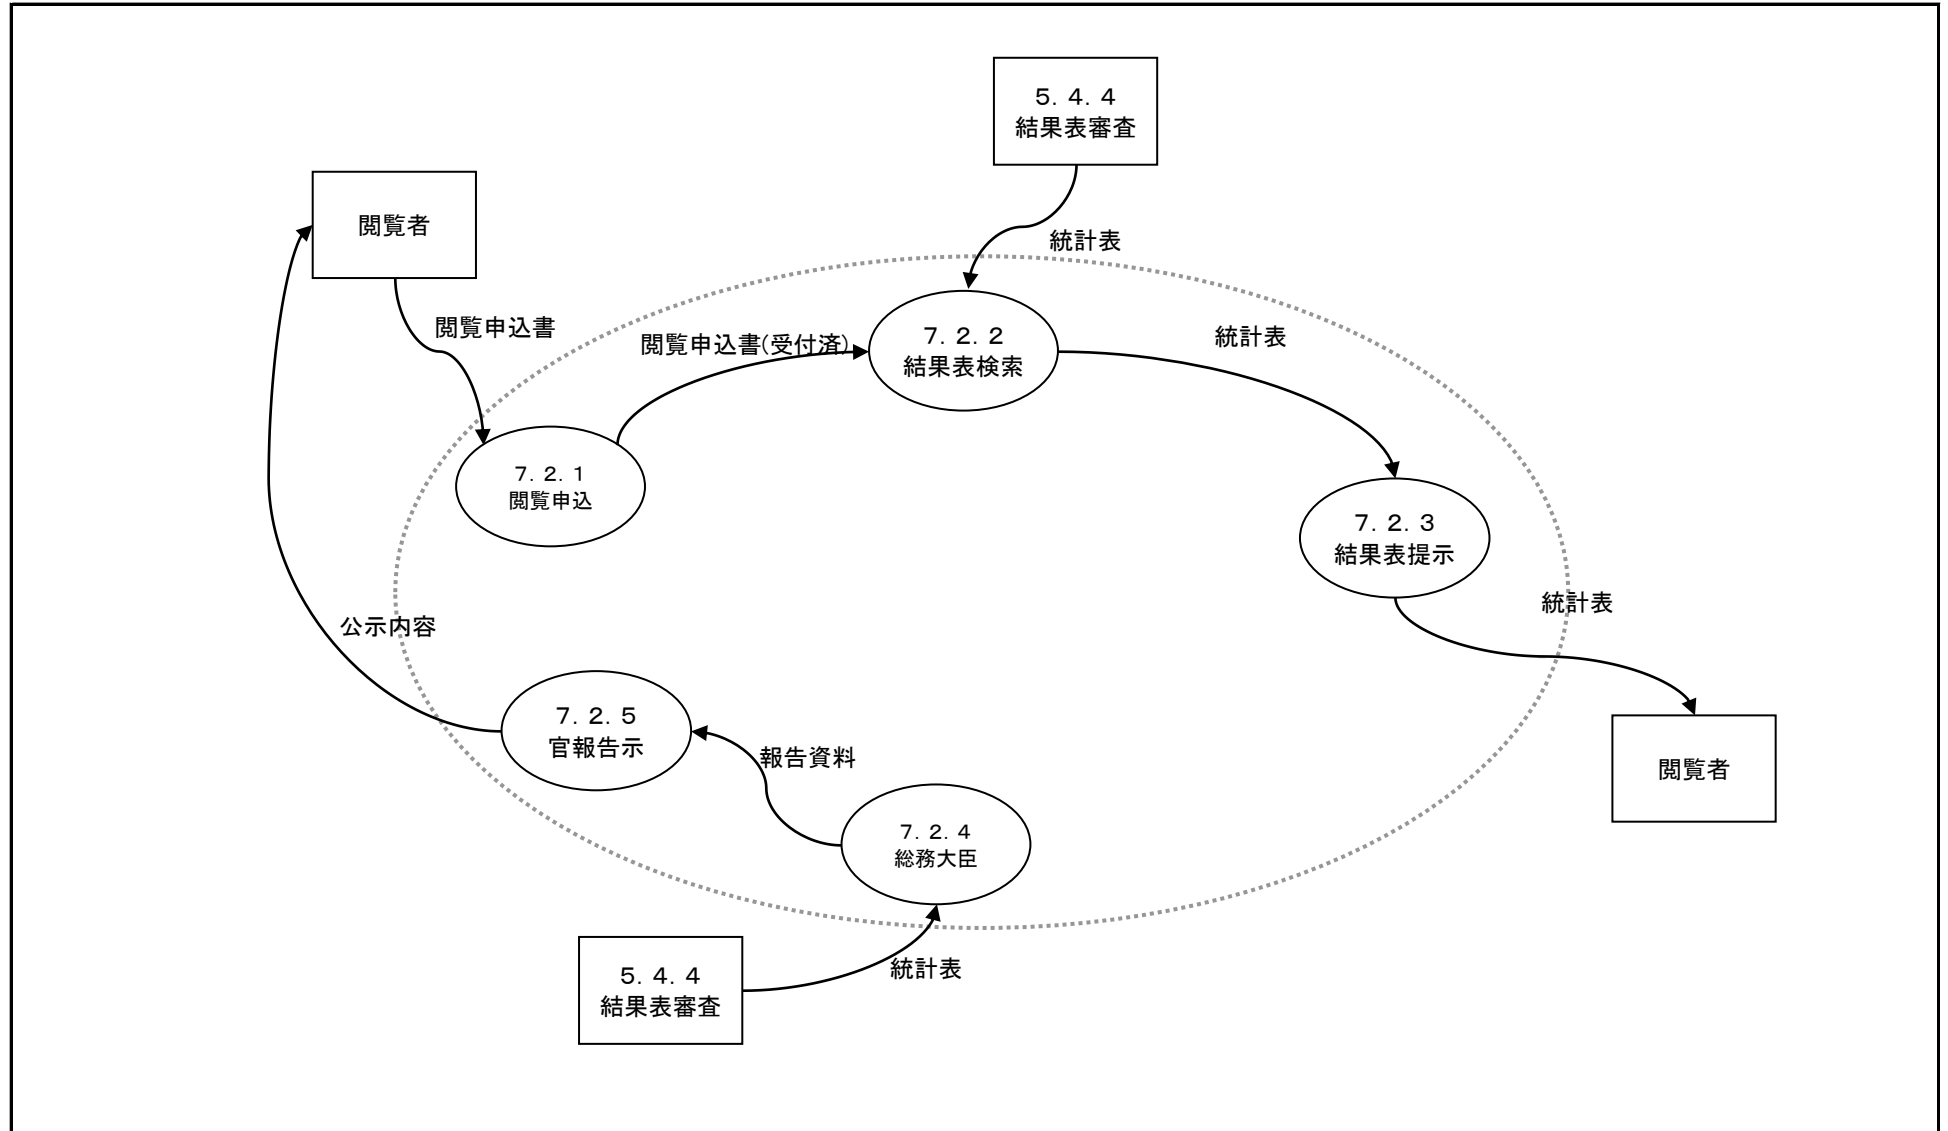 ５．４．４
結果表審査
閲覧者
統計表
閲覧申込書
閲覧申込書(受付済)
７．２．２
結果表検索
統計表
７．２．１
閲覧申込
７．２．３
結果表提示
統計表
公示内容
７．２．５
官報告示
報告資料
閲覧者
７．２．４
総務大臣
５．４．４
結果表審査
統計表